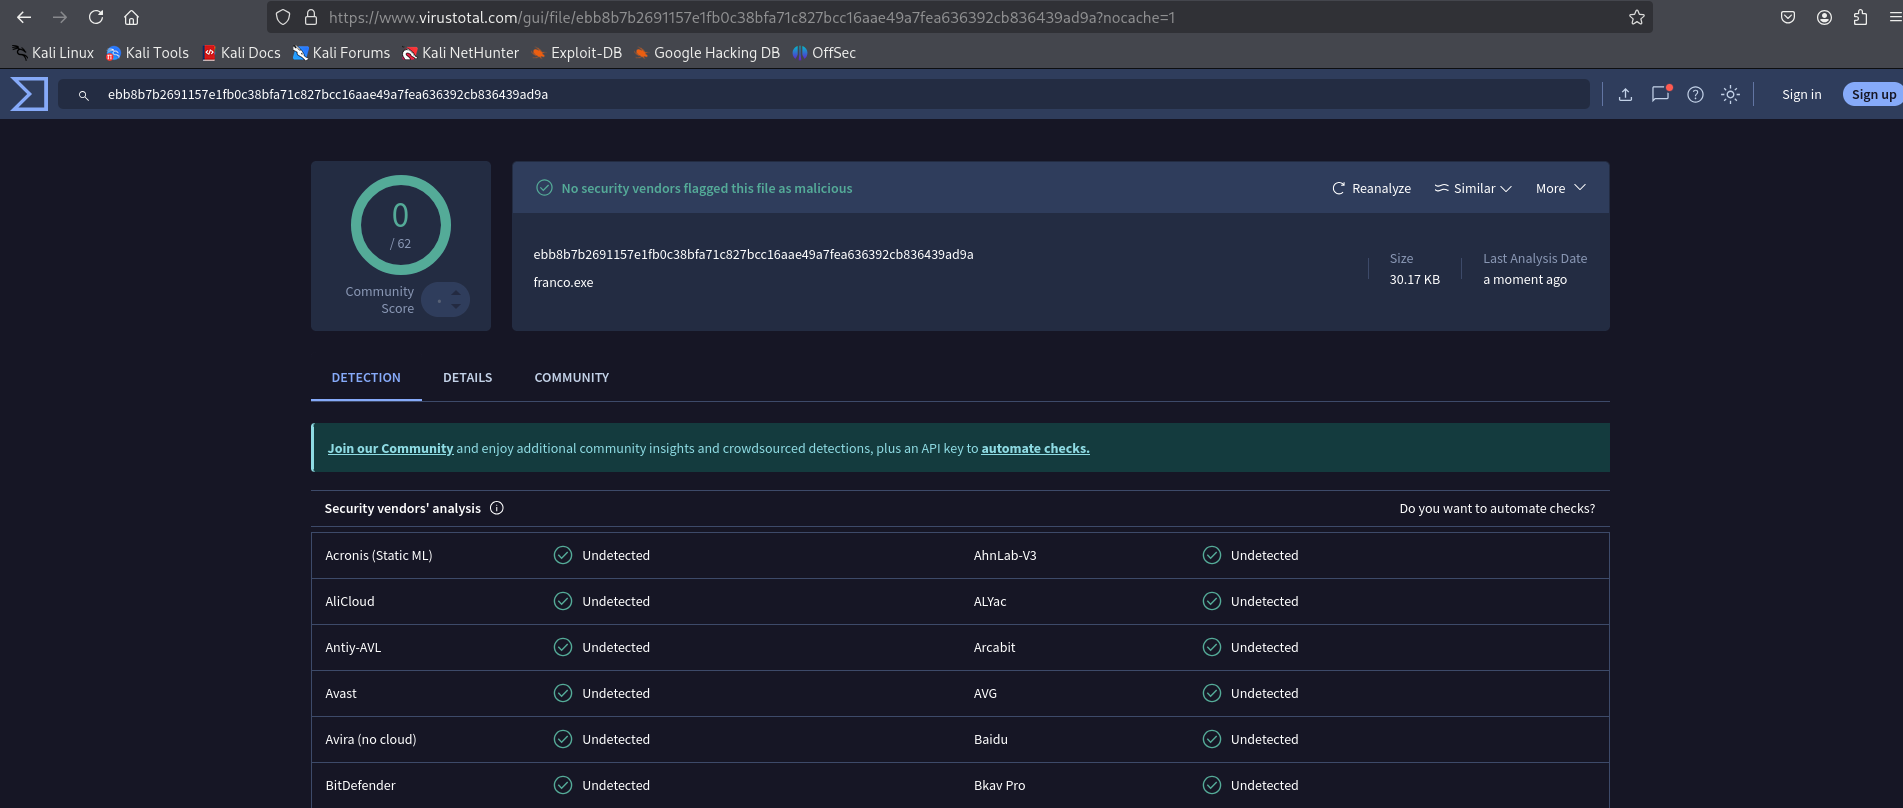 https://www.virustotal.com/gui/file/ebb8b7b2691157e1fb0c38bfa71c827bcc16aae49a7fea636392cb836439ad9a?nocache=1
Kali Linux Kali Tools Kali Docs Kali Forums Kali NetHunter Exploit-DB Google Hacking DB OffSec
ebb8b7b2691157e1fb0c38bfa71c827bcc16aae49a7fea636392cb836439ad9a Sign in Sign up
0
/ 62
Community
Score
No security vendors flagged this file as malicious Reanalyze Similar More
ebb8b7b2691157e1fb0c38bfa71c827bcc16aae49a7fea636392cb836439ad9a
franco.exe
Size
30.17 KB
Last Analysis Date
a moment ago
DETECTION DETAILS COMMUNITY
Join our Community and enjoy additional community insights and crowdsourced detections, plus an API key to automate checks.
Security vendors' analysis Do you want to automate checks?
Acronis (Static ML) Undetected AhnLab-V3 Undetected
AliCloud Undetected ALYac Undetected
Antiy-AVL Undetected Arcabit Undetected
Avast Undetected AVG Undetected
Avira (no cloud) Undetected Baidu Undetected
BitDefender Undetected Bkav Pro Undetected